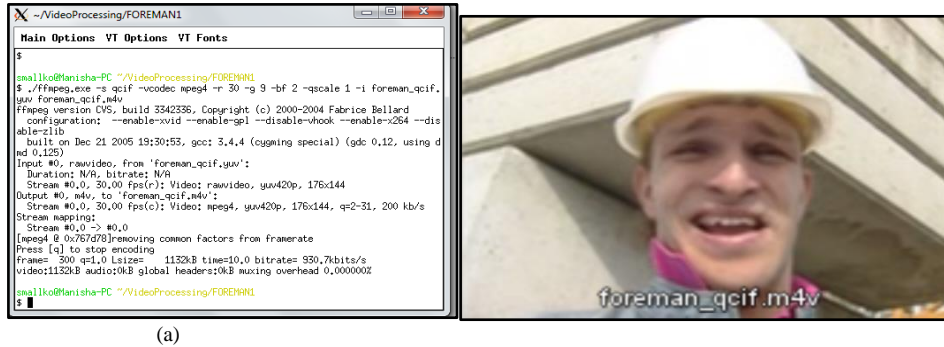 ~/VideoProcessing/FOREMAN1
Main Options VT Options VT Fonts
$
smallko@Manisha-PC ~/VideoProcessing/FOREMAN1
$ ./ffmpeg.exe -s qcif -vcodec mpeg4 -r 30 -g 9 -bf 2 -qscale 1 -i foreman_qcif.
yuv foreman_qcif.m4v
ffmpeg version CVS, build 3342336, Copyright (c) 2000-2004 Fabrice Bellard
configuration: --enable-xvid --enable-gpl --disable-vhook --enable-x264 --dis
able-zlib
built on Dec 21 2005 19:30:53, gcc: 3.4.4 (cygming special) (gdc 0.12, using d
md 0.125)
Input #0, rawvideo, from 'foreman_qcif.yuv':
Duration: N/A, bitrate: N/A
Stream #0.0, 30.00 fps(r): Video: rawvideo, yuv420p, 176x144
Output #0, m4v, to 'foreman_qcif.m4v':
Stream #0.0, 30.00 fps(c): Video: mpeg4, yuv420p, 176x144, q=2-31, 200 kb/s
Stream mapping:
Stream #0.0 -> #0.0
[mpeg4 @ 0x767d78]removing common factors from framerate
Press [q] to stop encoding
frame= 300 q=1.0 Lsize= 1132kB time=10.0 bitrate= 930.7kbits/s
video:1132kB audio:0kB global headers:0kB muxing overhead 0.000000%
smallko@Manisha-PC ~/VideoProcessing/FOREMAN1
$
foreman_qcif.m4v
(a)